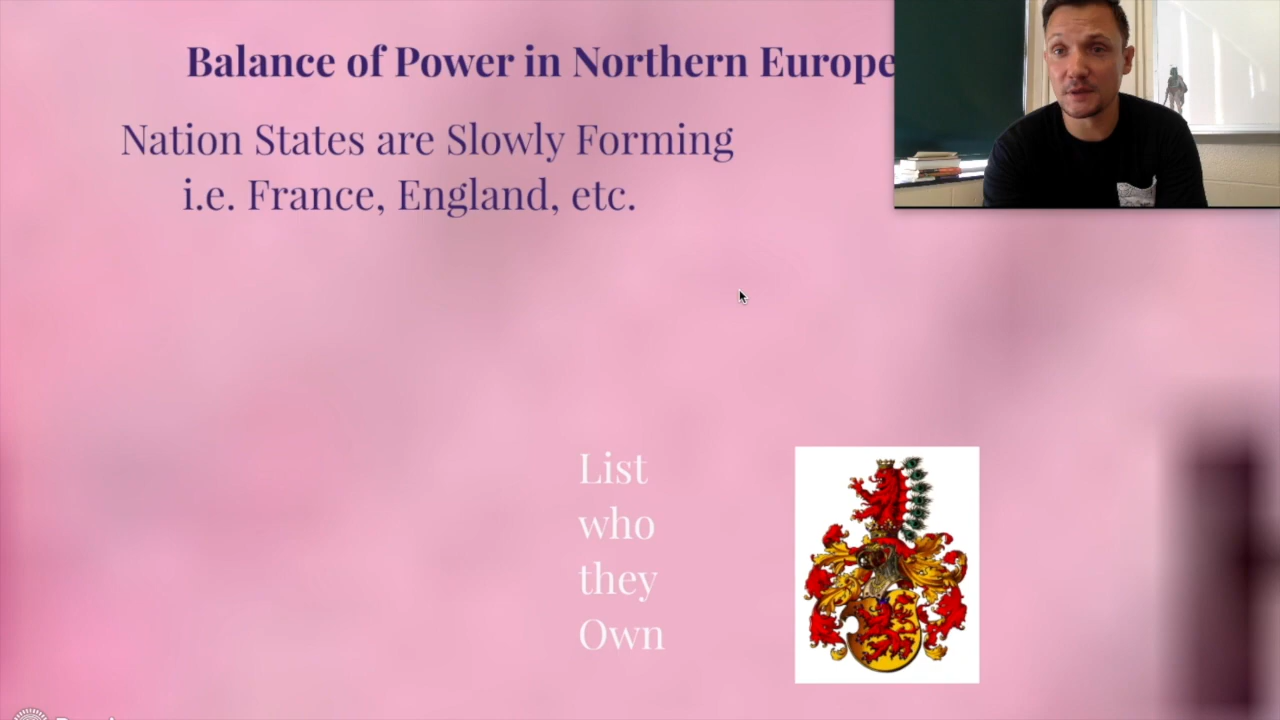 Balance of Power in Northern Europe
Nation States are Slowly Forming
i.e. France, England, etc.
List
who
they
Own